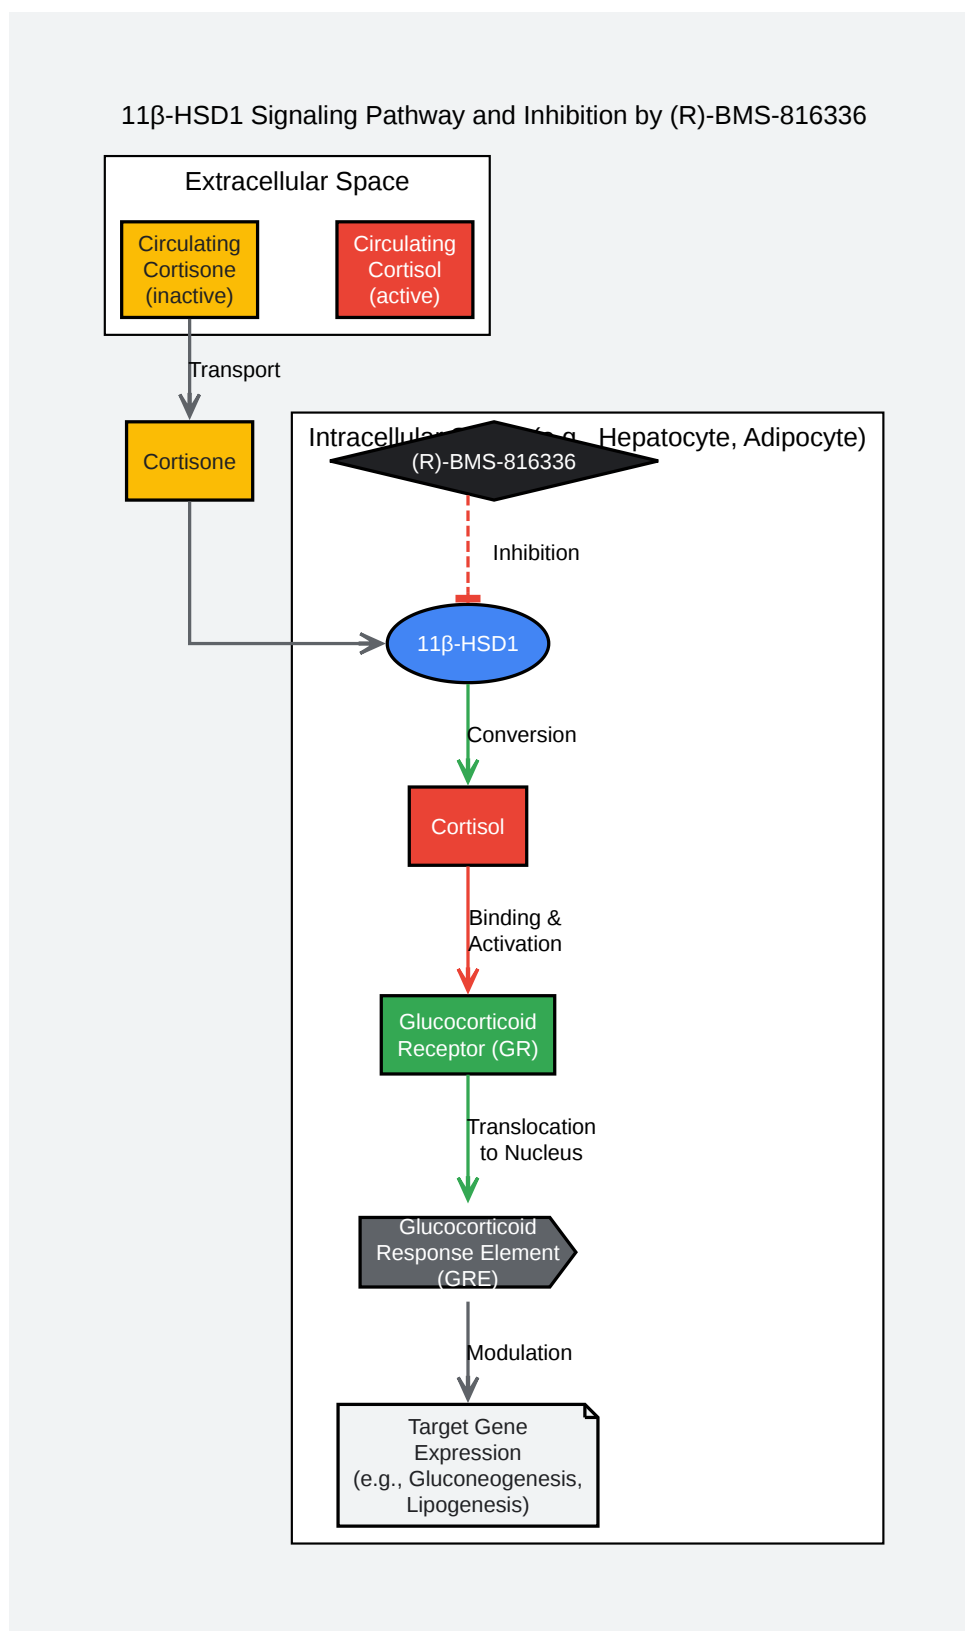 11β-HSD1 Signaling Pathway and Inhibition by (R)-BMS-816336
Extracellular Space
Circulating
Cortisone
(inactive)
Circulating
Cortisol
(active)
Transport
Cortisone
Intracellular (e.g., Hepatocyte, Adipocyte)
(R)-BMS-816336
Inhibition
11β-HSD1
Conversion
Cortisol
Binding &
Activation
Glucocorticoid
Receptor (GR)
Translocation
to Nucleus
Glucocorticoid
Response Element
(GRE)
Modulation
Target Gene
Expression
(e.g., Gluconeogenesis,
Lipogenesis)